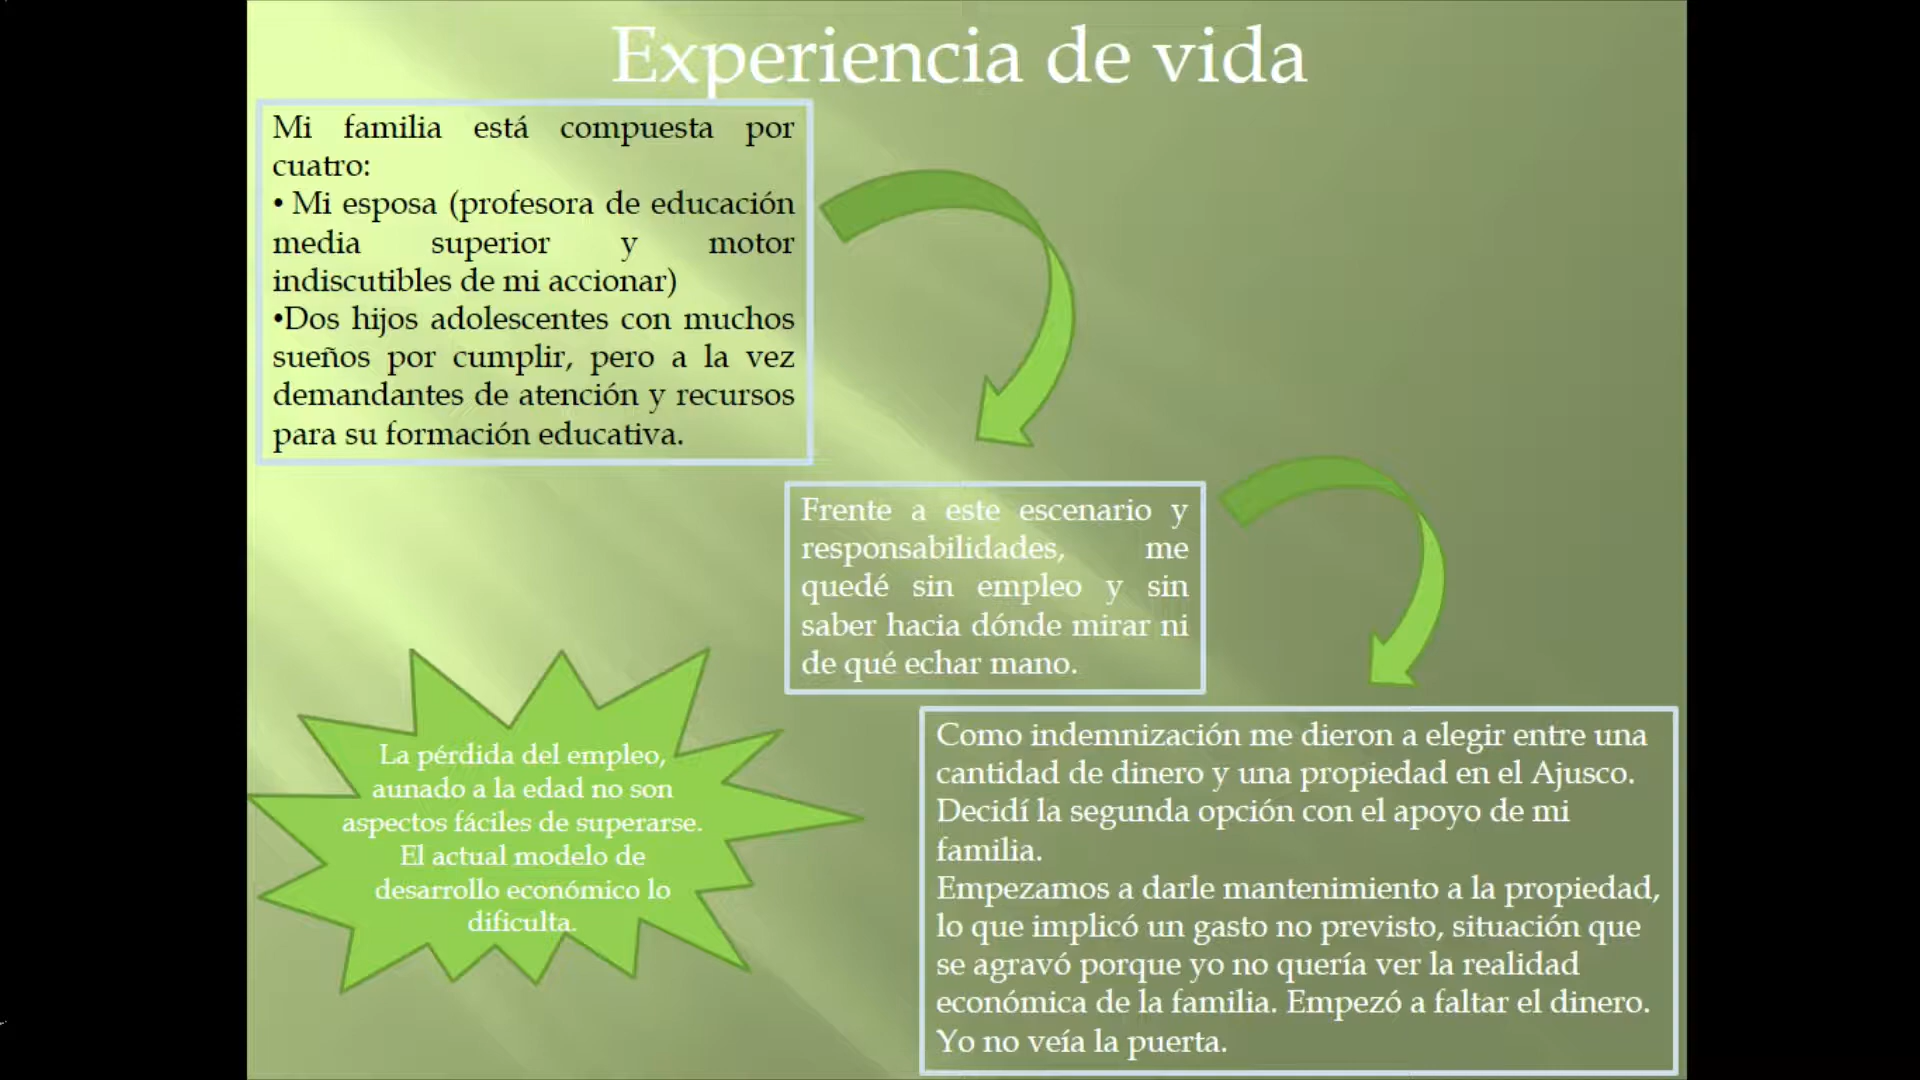 Experiencia de vida
Mi familia está compuesta por
cuatro:
• Mi esposa (profesora de educación
media superior y motor
indiscutibles de mi accionar)
•Dos hijos adolescentes con muchos
sueños por cumplir, pero a la vez
demandantes de atención y recursos
para su formación educativa.
Frente a este escenario y
responsabilidades, me
quedé sin empleo y sin
saber hacia dónde mirar ni
de qué echar mano.
La pérdida del empleo,
aunado a la edad no son
aspectos fáciles de superarse.
El actual modelo de
desarrollo económico lo
dificulta.
Como indemnización me dieron a elegir entre una
cantidad de dinero y una propiedad en el Ajusco.
Decidí la segunda opción con el apoyo de mi
familia.
Empezamos a darle mantenimiento a la propiedad,
lo que implicó un gasto no previsto, situación que
se agravó porque yo no quería ver la realidad
económica de la familia. Empezó a faltar el dinero.
Yo no veía la puerta.